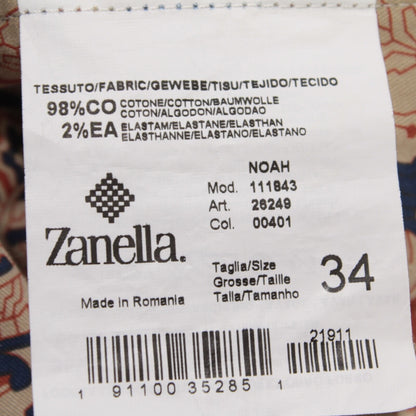 TESSUTO/FABRIC/GEWEBE/TISU/TEJIDO/TECIDO
98%CO COTONE/COTTON/BAUMWOLLE
COTON/ALGODON/ALGODAO
2%EA ELASTAM/ELASTANE/ELASTHAN
ELASTHANNE/ELASTANO/ELASTANO
NOAH
Mod. 111843
Art. 26249
Col. 00401
Zanella.
Taglia/Size
Grosse/Taille
Talla/Tamanho
34
Made in Romania
21911
1 91100 35285 1